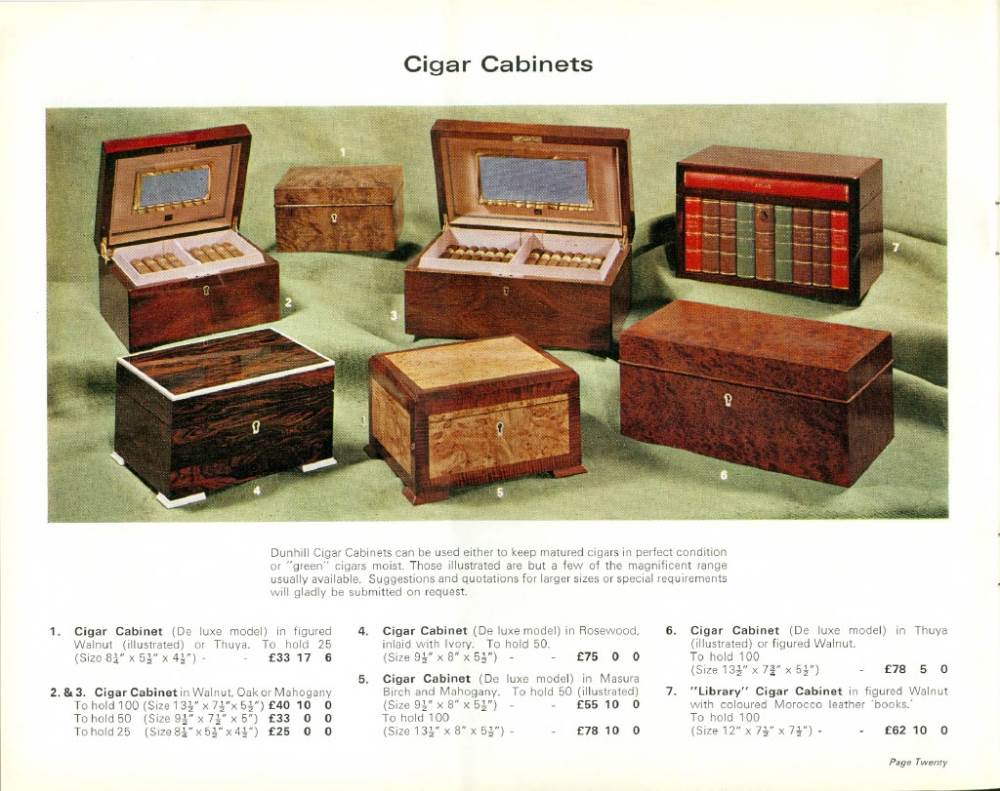 Cigar Cabinets
1
2
3
7
4
5
6
Dunhill Cigar Cabinets can be used either to keep matured cigars in perfect condition
or "green" cigars moist. Those illustrated are but a few of the magnificent range
usually available. Suggestions and quotations for larger sizes or special requirements
will gladly be submitted on request.
1. Cigar Cabinet (De luxe model) in figured
Walnut (illustrated) or Thuya. To hold 25
(Size 8½" x 5½" x 4½") - - £33 17 6
2. & 3. Cigar Cabinet in Walnut, Oak or Mahogany
To hold 100 (Size 13½" x 7½" x 5½") £40 10 0
To hold 50 (Size 9½" x 7½" x 5") £33 0 0
To hold 25 (Size 8½" x 5½" x 4½") £25 0 0
4. Cigar Cabinet (De luxe model) in Rosewood,
inlaid with Ivory. To hold 50.
(Size 9½" x 8" x 5½") - - £75 0 0
5. Cigar Cabinet (De luxe model) in Masura
Birch and Mahogany. To hold 50 (illustrated)
(Size 9½" x 8" x 5½") - - £55 10 0
To hold 100
(Size 13½" x 8" x 5½") - - £78 10 0
6. Cigar Cabinet (De luxe model) in Thuya
(illustrated) or figured Walnut.
To hold 100
(Size 13½" x 7¾" x 5½") - £78 5 0
7. "Library" Cigar Cabinet in figured Walnut
with coloured Morocco leather 'books.'
To hold 100
(Size 12" x 7½" x 7½") - - £62 10 0
Page Twenty